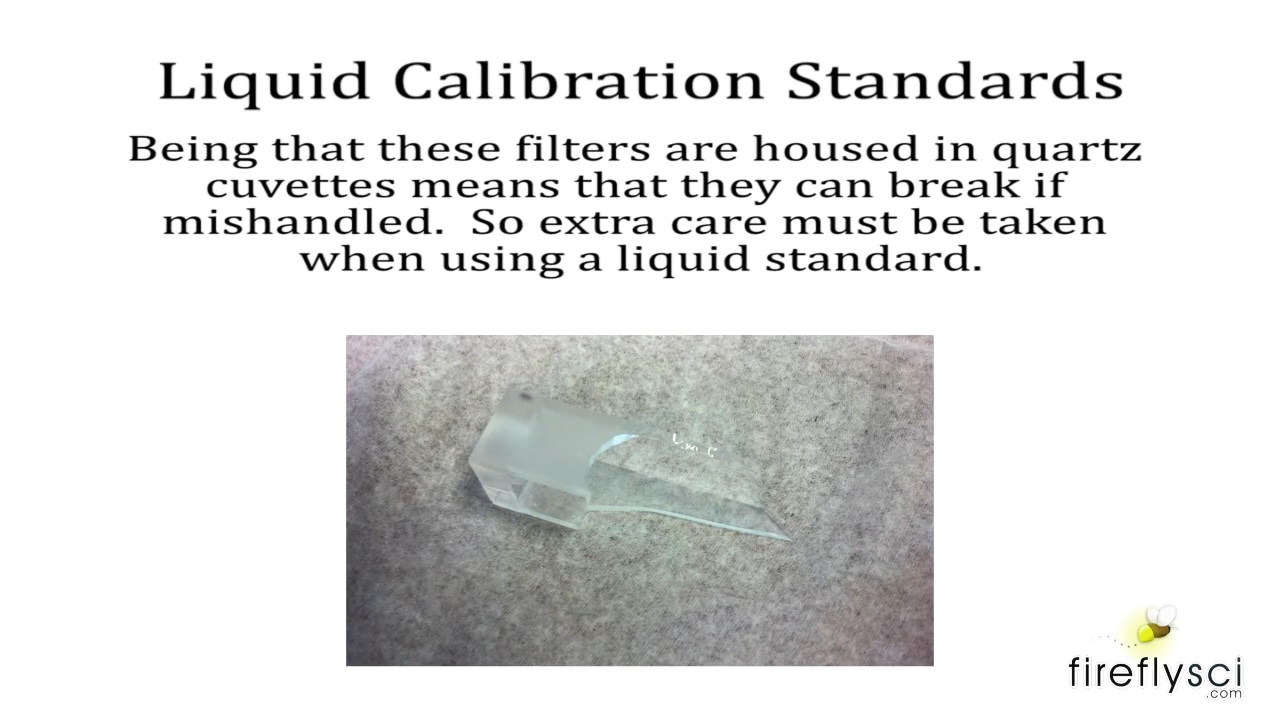 Liquid Calibration Standards
Being that these filters are housed in quartz
cuvettes means that they can break if
mishandled.  So extra care must be taken
when using a liquid standard.
fireflysci
.com